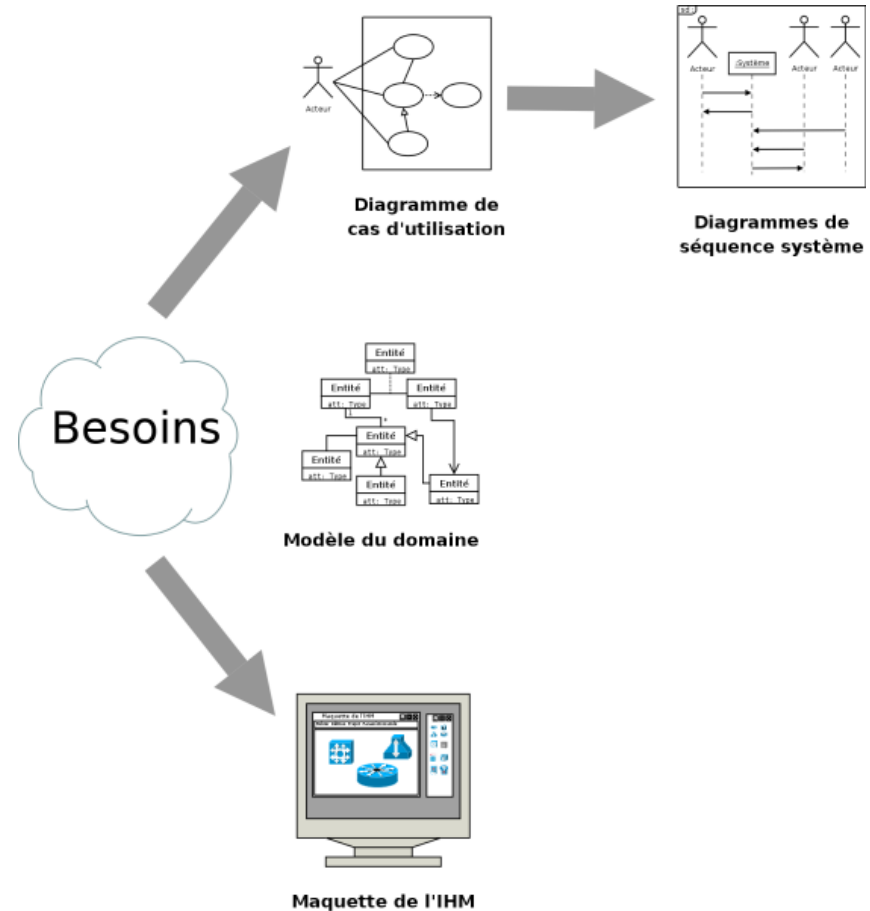 Acteur
Diagramme de
cas d'utilisation
sd :
Acteur
:Système
Acteur
Acteur
Diagrammes de
séquence système
Besoins
Entité
att: Type
Entité
att: Type
Entité
att: Type
1
*
Entité
att: Type
Entité
att: Type
Entité
att: Type
Entité
att: Type
Modèle du domaine
Maquette de l'IHM
Maquette de l'IHM